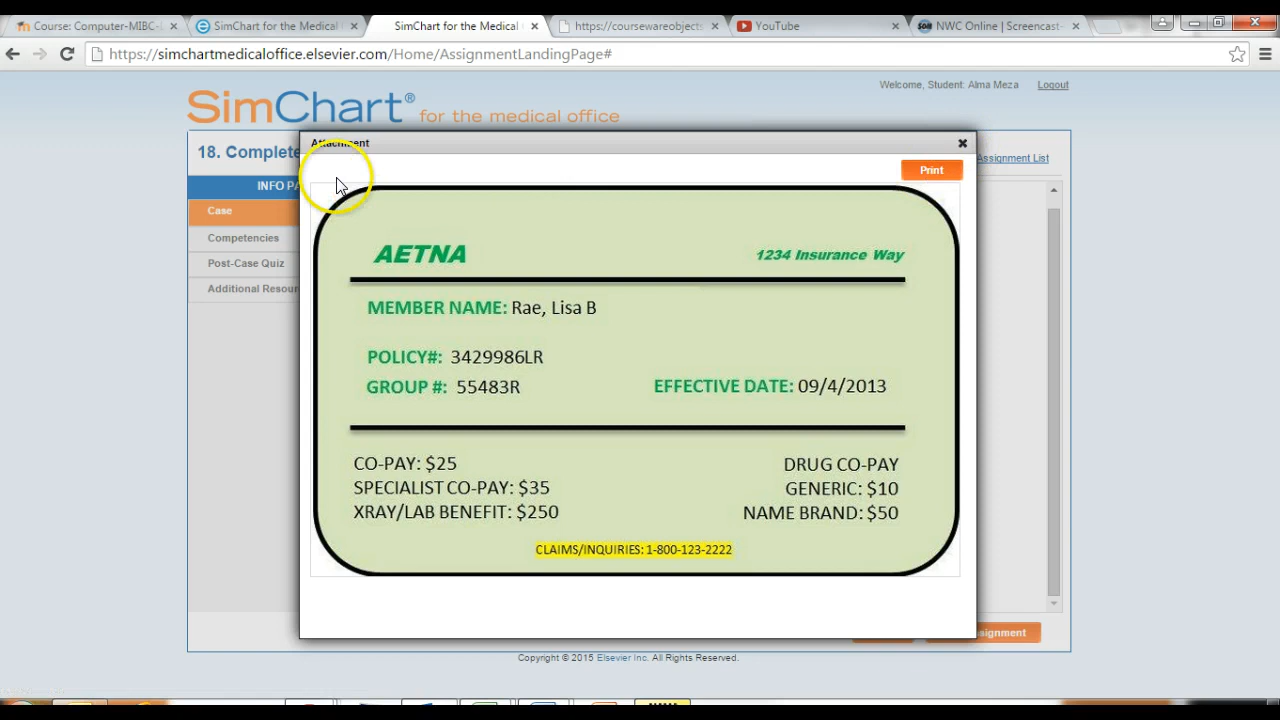 Course: Computer-MIBC-
SimChart for the Medical
SimChart for the Medical
https://coursewareobjects
YouTube
NWC Online | Screencast-
https://simchartmedicaloffice.elsevier.com/Home/AssignmentLandingPage#
Welcome, Student: Alma Meza
Logout
SimChart® for the medical office
Attachment
18. Complete
Assignment List
Print
INFO PA
Case
Competencies
Post-Case Quiz
Additional Resour
AETNA
1234 Insurance Way
MEMBER NAME: Rae, Lisa B
POLICY#: 3429986LR
GROUP #: 55483R
EFFECTIVE DATE: 09/4/2013
CO-PAY: $25
DRUG CO-PAY
SPECIALIST CO-PAY: $35
GENERIC: $10
XRAY/LAB BENEFIT: $250
NAME BRAND: $50
CLAIMS/INQUIRIES: 1-800-123-2222
signment
Copyright © 2015 Elsevier Inc. All Rights Reserved.